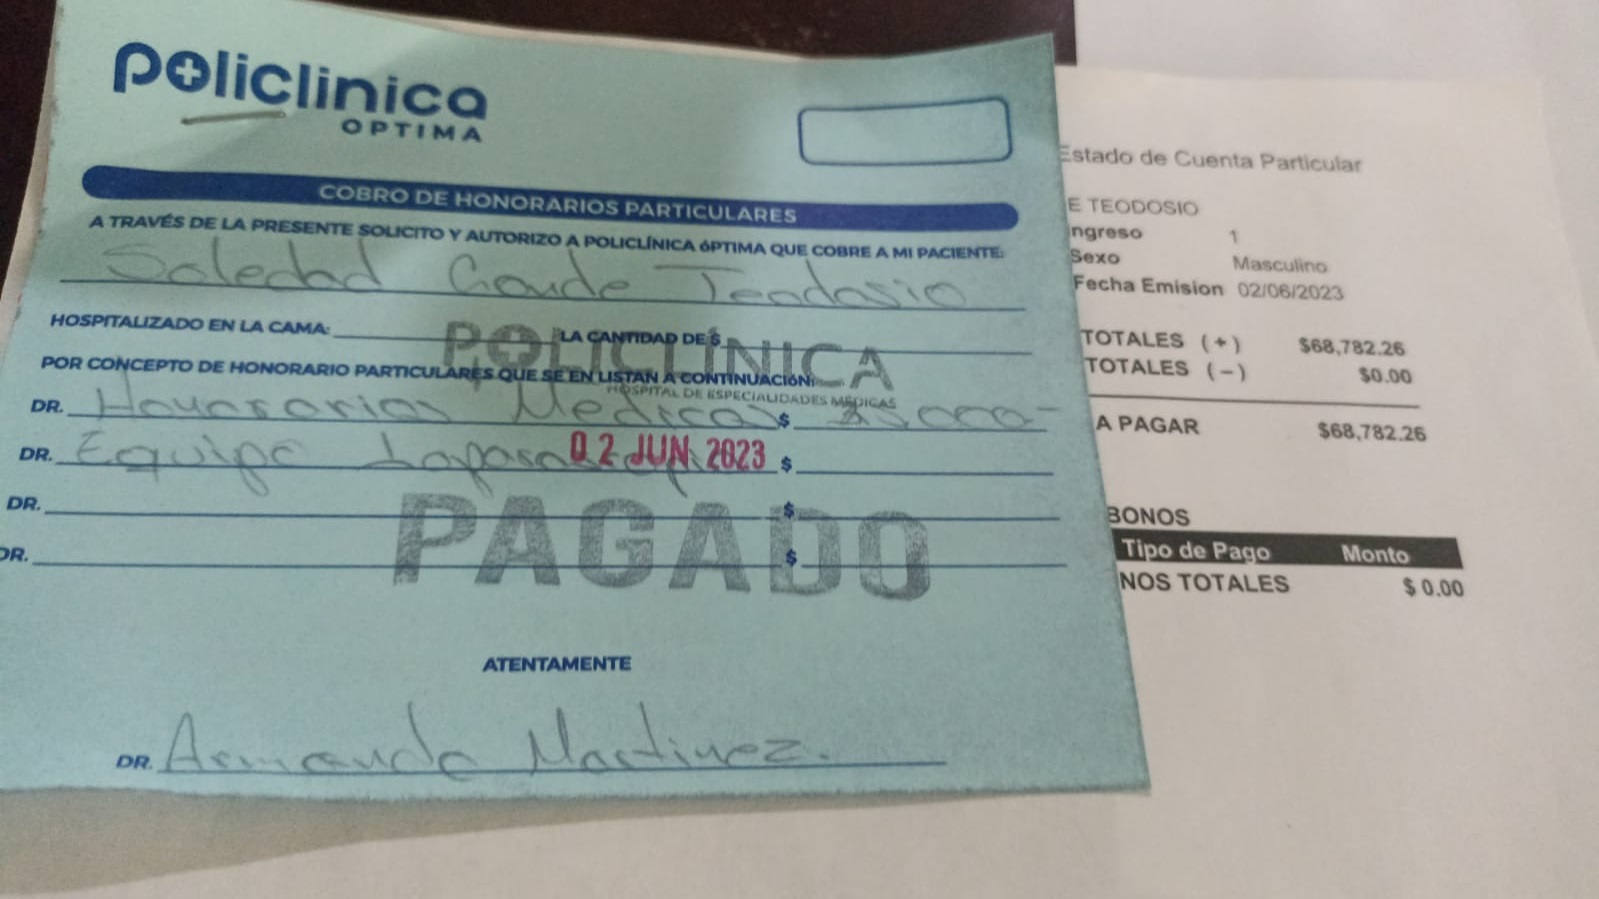 policlinica
OPTIMA
COBRO DE HONORARIOS PARTICULARES
A TRAVÉS DE LA PRESENTE SOLICITO Y AUTORIZO A POLICLÍNICA ÓPTIMA QUE COBRE A MI PACIENTE:
Soledad Conde Teodosio
HOSPITALIZADO EN LA CAMA: LA CANTIDAD DE $
POLICLÍNICA
POR CONCEPTO DE HONORARIO PARTICULARES QUE SE EN LISTAN A CONTINUACIÓN:
HOSPITAL DE ESPECIALIDADES MÉDICAS
DR. Honorarios Medicos $
DR. Equipo $
02 JUN 2023
DR. $
PAGADO
DR. $
ATENTAMENTE
DR. Armando Martinez.
Estado de Cuenta Particular
E TEODOSIO
ngreso 1
Sexo Masculino
Fecha Emision 02/06/2023
TOTALES (+) $68,782.26
TOTALES (-) $0.00
A PAGAR $68,782.26
BONOS
Tipo de Pago Monto
NOS TOTALES $ 0.00